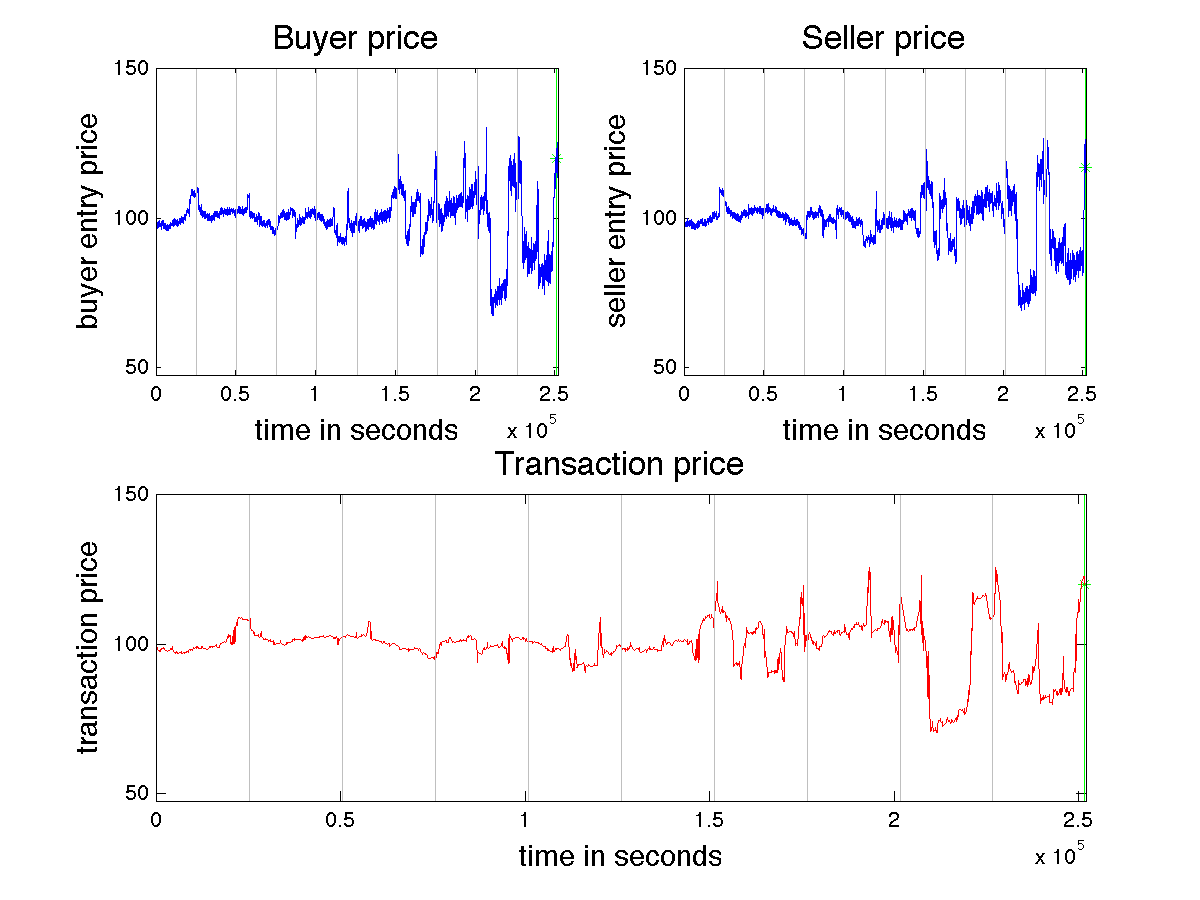 Buyer price
Seller price
150
100
50
buyer entry price
0 0.5 1 1.5 2 2.5
x 10^5
time in seconds
150
100
50
seller entry price
0 0.5 1 1.5 2 2.5
x 10^5
time in seconds
Transaction price
150
100
50
transaction price
0 0.5 1 1.5 2 2.5
x 10^5
time in seconds